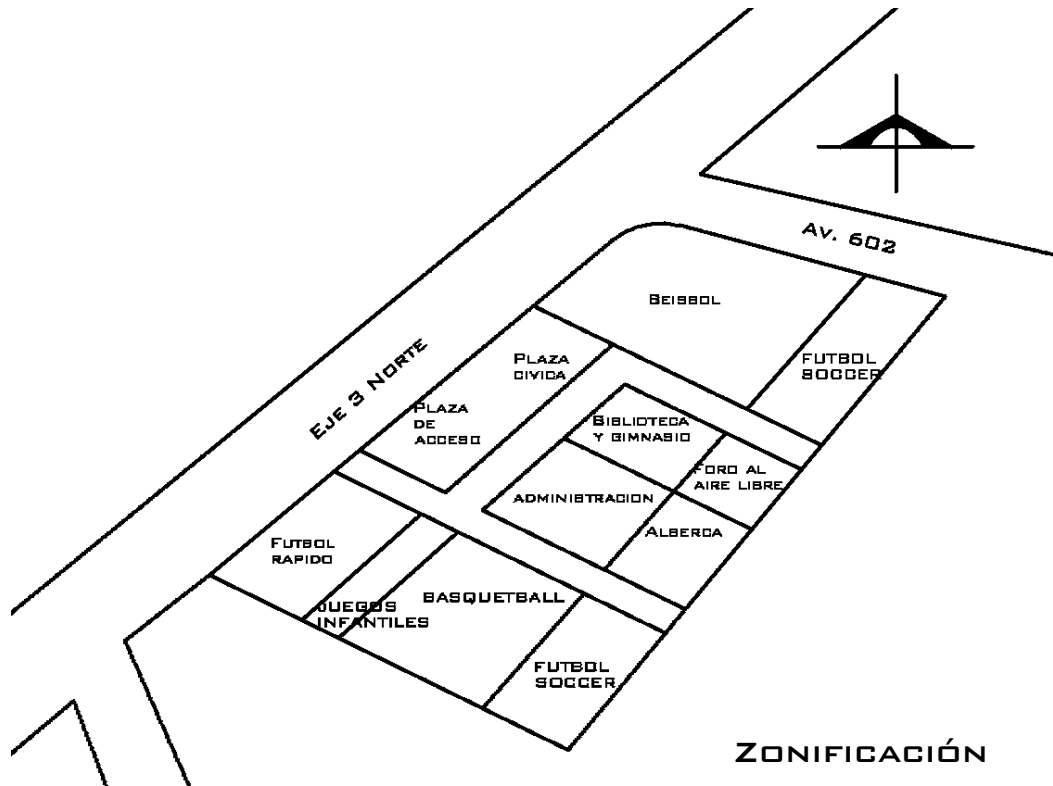 AV. 602
BEISBOL
EJE 3 NORTE
PLAZA
CIVICA
FUTBOL
SOCCER
PLAZA
DE
ACCESO
BIBLIOTECA
Y GIMNASIO
FORO AL
AIRE LIBRE
ADMINISTRACION
ALBERCA
FUTBOL
RAPIDO
JUEGOS
INFANTILES
BASQUETBALL
FUTBOL
SOCCER
ZONIFICACIÓN